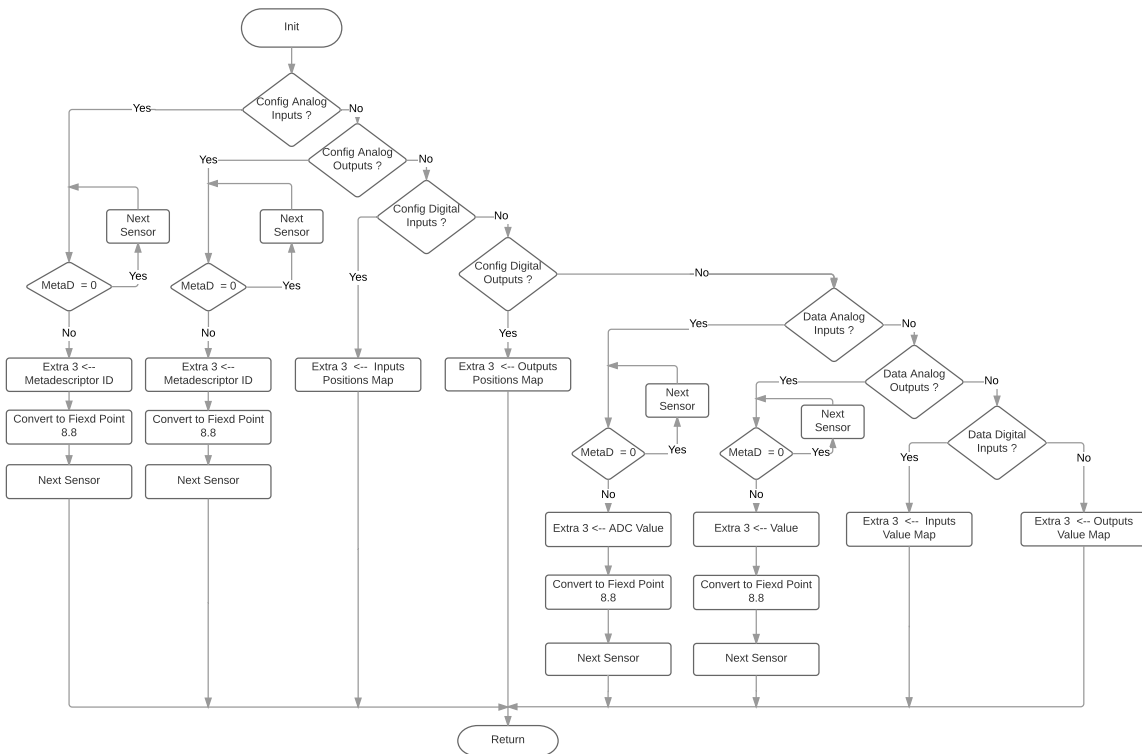 Init
Config Analog
Inputs ?
Yes
No
Config Analog
Outputs ?
Yes
No
Config Digital
Inputs ?
No
Next
Sensor
Next
Sensor
Config Digital
Outputs ?
No
Yes
MetaD = 0
Yes
MetaD = 0
Yes
Data Analog
Inputs ?
Yes
No
No
No
Yes
Extra 3 <--
Metadescriptor ID
Extra 3 <--
Metadescriptor ID
Extra 3 <-- Inputs
Positions Map
Extra 3 <-- Outputs
Positions Map
Data Analog
Outputs ?
Yes
No
Next
Sensor
Next
Sensor
Convert to Fiexd Point
8.8
Convert to Fiexd Point
8.8
Data Digital
Inputs ?
Yes
No
MetaD = 0
Yes
MetaD = 0
Yes
Next Sensor
Next Sensor
No
No
Extra 3 <-- ADC Value
Extra 3 <-- Value
Extra 3 <-- Inputs
Value Map
Extra 3 <-- Outputs
Value Map
Convert to Fiexd Point
8.8
Convert to Fiexd Point
8.8
Next Sensor
Next Sensor
Return